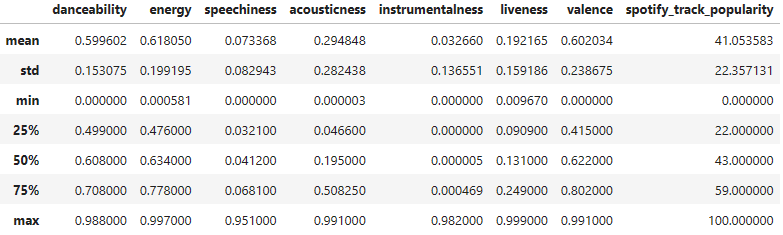 danceability energy speechiness acousticness instrumentalness liveness valence spotify_track_popularity
mean 0.599602 0.618050 0.073368 0.294848 0.032660 0.192165 0.602034 41.053583
std 0.153075 0.199195 0.082943 0.282438 0.136551 0.159186 0.238675 22.357131
min 0.000000 0.000581 0.000000 0.000003 0.000000 0.009670 0.000000 0.000000
25% 0.499000 0.476000 0.032100 0.046600 0.000000 0.090900 0.415000 22.000000
50% 0.608000 0.634000 0.041200 0.195000 0.000005 0.131000 0.622000 43.000000
75% 0.708000 0.778000 0.068100 0.508250 0.000469 0.249000 0.802000 59.000000
max 0.988000 0.997000 0.951000 0.991000 0.982000 0.999000 0.991000 100.000000